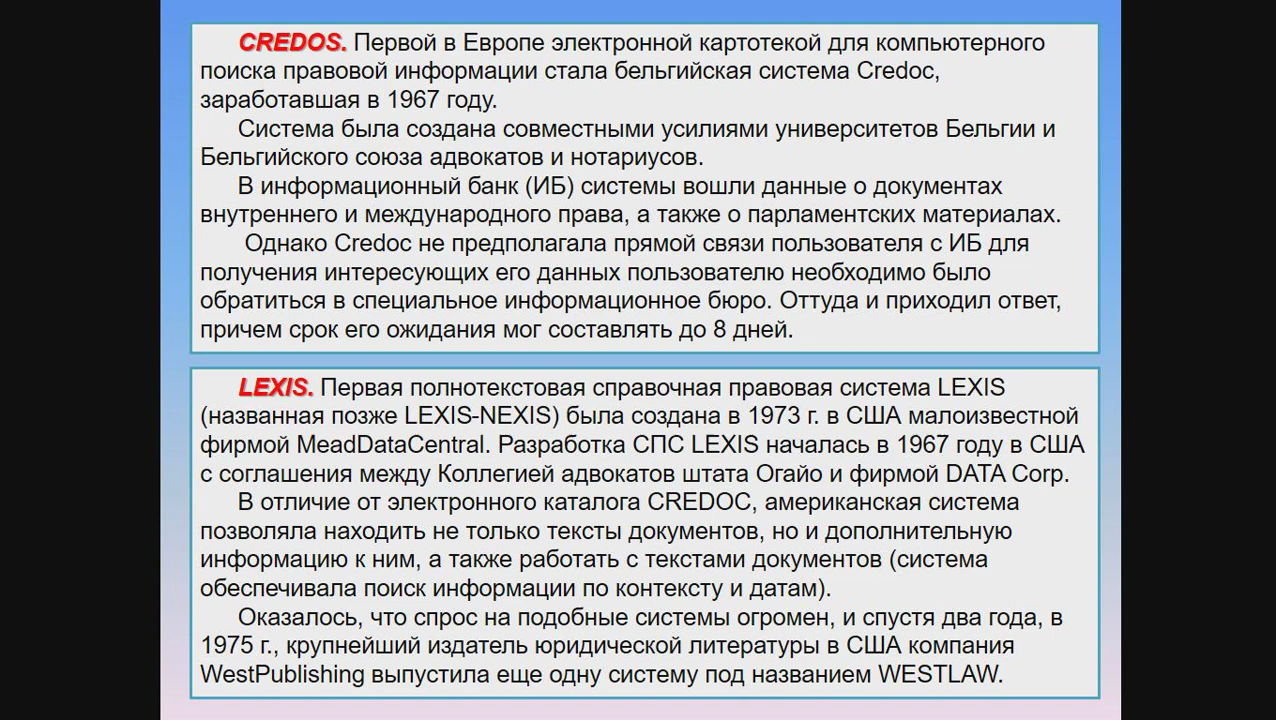 CREDOS. Первой в Европе электронной картотекой для компьютерного
поиска правовой информации стала бельгийская система Credoc,
заработавшая в 1967 году.
Система была создана совместными усилиями университетов Бельгии и
Бельгийского союза адвокатов и нотариусов.
В информационный банк (ИБ) системы вошли данные о документах
внутреннего и международного права, а также о парламентских материалах.
Однако Credoc не предполагала прямой связи пользователя с ИБ для
получения интересующих его данных пользователю необходимо было
обратиться в специальное информационное бюро. Оттуда и приходил ответ,
причем срок его ожидания мог составлять до 8 дней.
LEXIS. Первая полнотекстовая справочная правовая система LEXIS
(названная позже LEXIS-NEXIS) была создана в 1973 г. в США малоизвестной
фирмой MeadDataCentral. Разработка СПС LEXIS началась в 1967 году в США
с соглашения между Коллегией адвокатов штата Огайо и фирмой DATA Corp.
В отличие от электронного каталога CREDOC, американская система
позволяла находить не только тексты документов, но и дополнительную
информацию к ним, а также работать с текстами документов (система
обеспечивала поиск информации по контексту и датам).
Оказалось, что спрос на подобные системы огромен, и спустя два года, в
1975 г., крупнейший издатель юридической литературы в США компания
WestPublishing выпустила еще одну систему под названием WESTLAW.